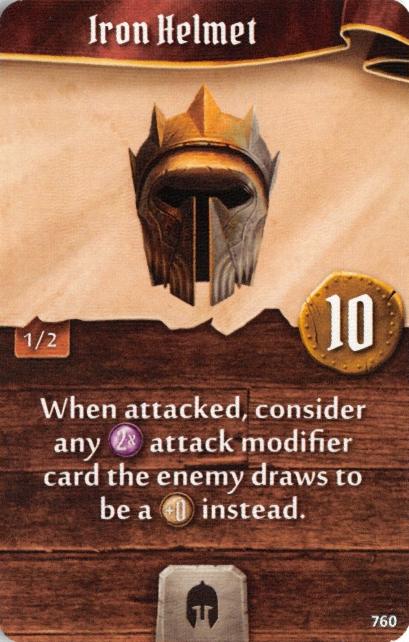 Iron Helmet
1/2
10
When attacked, consider
any 2x attack modifier
card the enemy draws to
be a +0 instead.
760